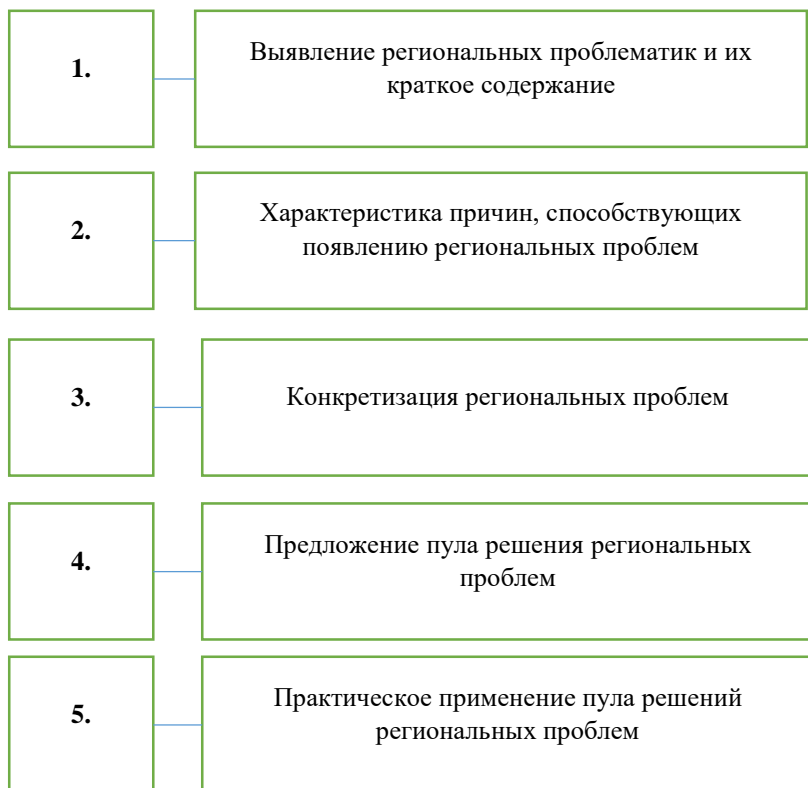 1.
Выявление региональных проблематик и их
краткое содержание
2.
Характеристика причин, способствующих
появлению региональных проблем
3.
Конкретизация региональных проблем
4.
Предложение пула решения региональных
проблем
5.
Практическое применение пула решений
региональных проблем